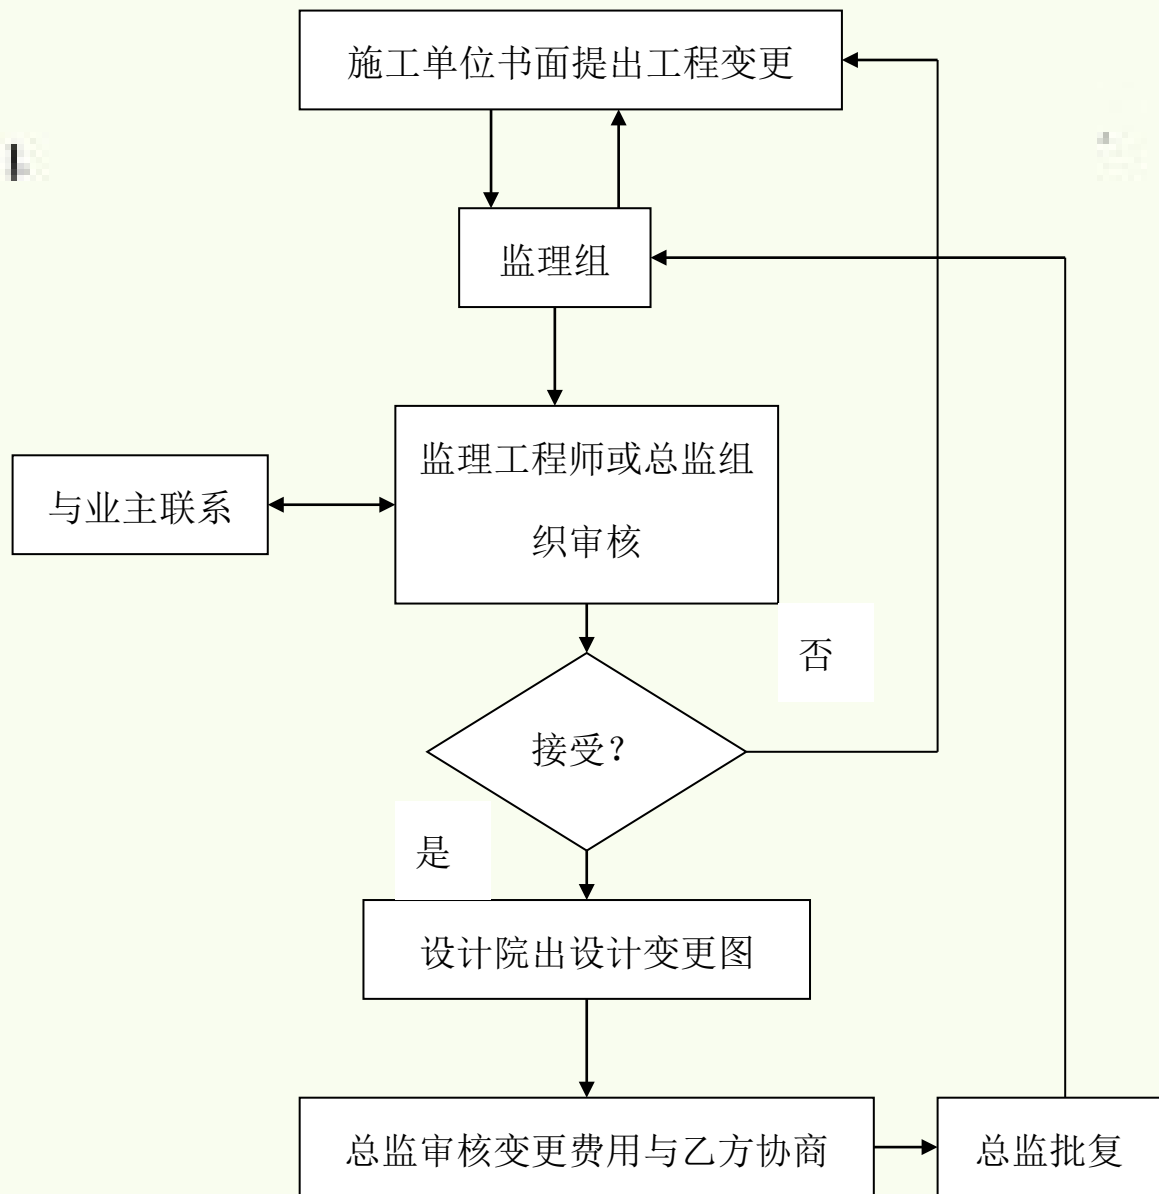 施工单位书面提出工程变更
监理组
监理工程师或总监组
织审核
与业主联系
否
接受?
是
设计院出设计变更图
总监审核变更费用与乙方协商
总监批复